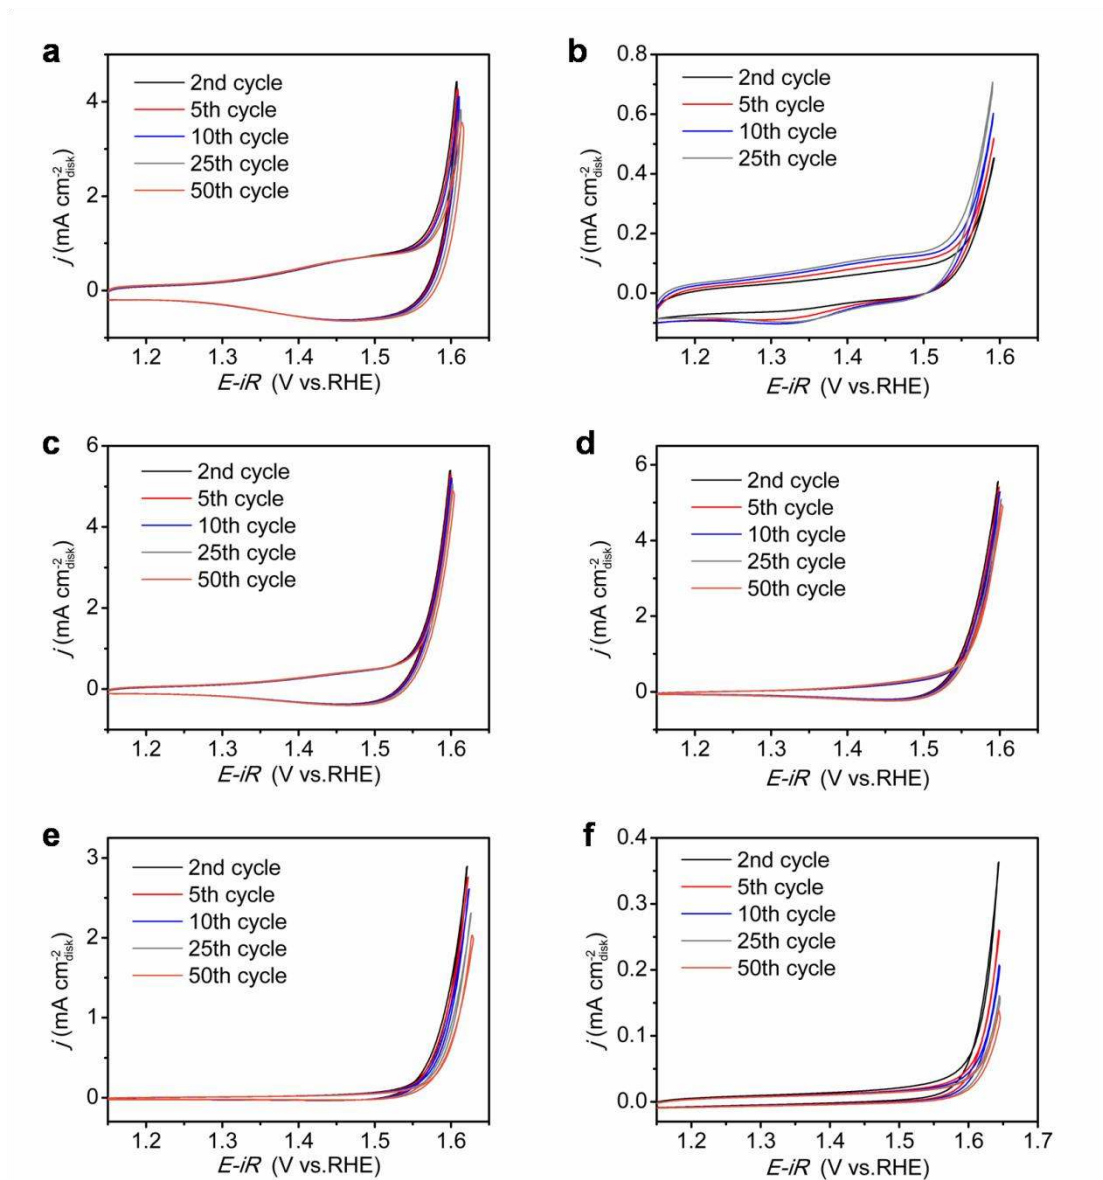 a
4
2
0
j (mA cm⁻²disk)
2nd cycle
5th cycle
10th cycle
25th cycle
50th cycle
1.2 1.3 1.4 1.5 1.6
E-iR (V vs.RHE)
b
0.8
0.6
0.4
0.2
0.0
j (mA cm⁻²disk)
2nd cycle
5th cycle
10th cycle
25th cycle
1.2 1.3 1.4 1.5 1.6
E-iR (V vs.RHE)
c
6
4
2
0
j (mA cm⁻²disk)
2nd cycle
5th cycle
10th cycle
25th cycle
50th cycle
1.2 1.3 1.4 1.5 1.6
E-iR (V vs.RHE)
d
6
4
2
0
j (mA cm⁻²disk)
2nd cycle
5th cycle
10th cycle
25th cycle
50th cycle
1.2 1.3 1.4 1.5 1.6
E-iR (V vs.RHE)
e
3
2
1
0
j (mA cm⁻²disk)
2nd cycle
5th cycle
10th cycle
25th cycle
50th cycle
1.2 1.3 1.4 1.5 1.6
E-iR (V vs.RHE)
f
0.4
0.3
0.2
0.1
0.0
j (mA cm⁻²disk)
2nd cycle
5th cycle
10th cycle
25th cycle
50th cycle
1.2 1.3 1.4 1.5 1.6 1.7
E-iR (V vs.RHE)